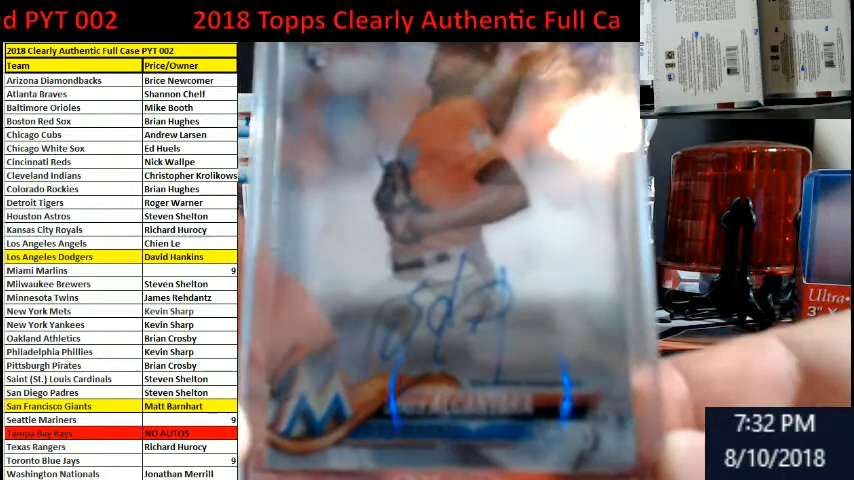 d PYT 002 2018 Topps Clearly Authentic Full Ca
2018 Clearly Authentic Full Case PYT 002
Team Price/Owner
Arizona Diamondbacks Brice Newcomer
Atlanta Braves Shannon Chelf
Baltimore Orioles Mike Booth
Boston Red Sox Brian Hughes
Chicago Cubs Andrew Larsen
Chicago White Sox Ed Huels
Cincinnati Reds Nick Wallpe
Cleveland Indians Christopher Krolikows
Colorado Rockies Brian Hughes
Detroit Tigers Roger Warner
Houston Astros Steven Shelton
Kansas City Royals Richard Hurocy
Los Angeles Angels Chien Le
Los Angeles Dodgers David Hankins
Miami Marlins 9
Milwaukee Brewers Steven Shelton
Minnesota Twins James Rehdantz
New York Mets Kevin Sharp
New York Yankees Kevin Sharp
Oakland Athletics Brian Crosby
Philadelphia Phillies Kevin Sharp
Pittsburgh Pirates Brian Crosby
Saint (St.) Louis Cardinals Steven Shelton
San Diego Padres Steven Shelton
San Francisco Giants Matt Barnhart
Seattle Mariners 9
Tampa Bay Rays NO AUTOS
Texas Rangers Richard Hurocy
Toronto Blue Jays 9
Washington Nationals Jonathan Merrill
M
ALCANTARA
Ultra
3" X
7:32 PM
8/10/2018